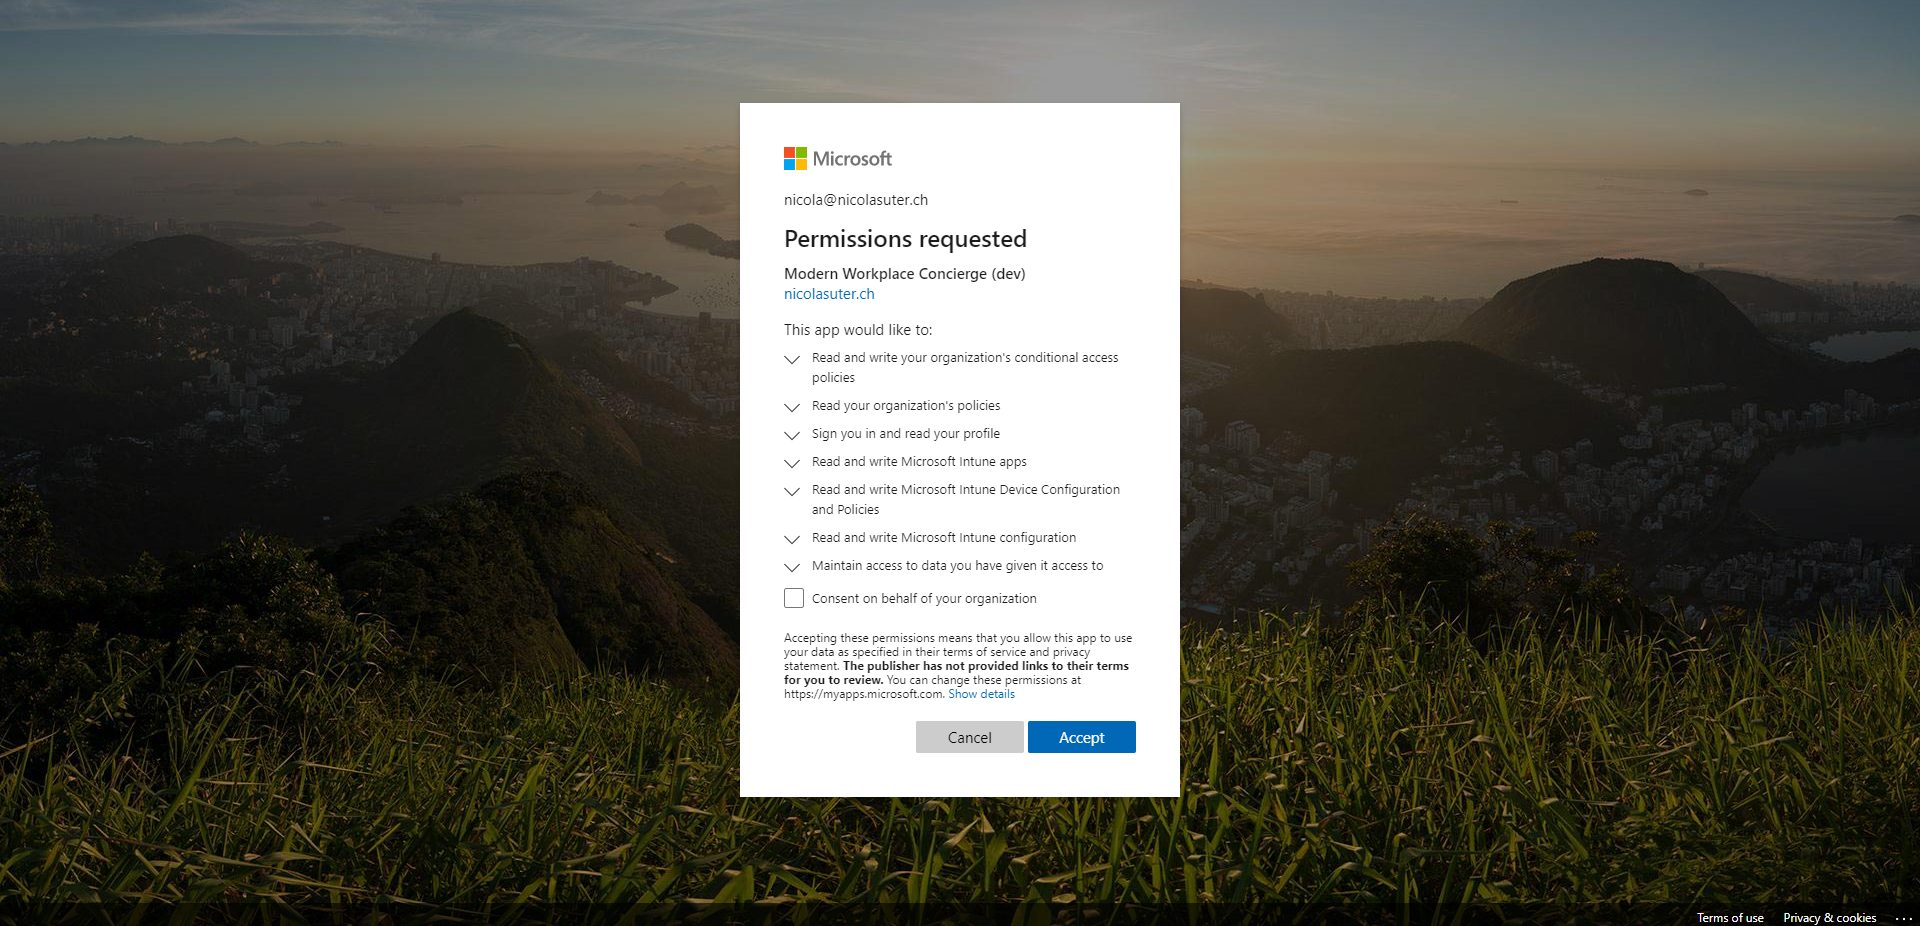 Microsoft
nicola@nicolasuter.ch
Permissions requested
Modern Workplace Concierge (dev)
nicolasuter.ch
This app would like to:
Read and write your organization's conditional access
policies
Read your organization's policies
Sign you in and read your profile
Read and write Microsoft Intune apps
Read and write Microsoft Intune Device Configuration
and Policies
Read and write Microsoft Intune configuration
Maintain access to data you have given it access to
Consent on behalf of your organization
Accepting these permissions means that you allow this app to use
your data as specified in their terms of service and privacy
statement. The publisher has not provided links to their terms
for you to review. You can change these permissions at
https://myapps.microsoft.com. Show details
Cancel Accept
Terms of use Privacy & cookies ...